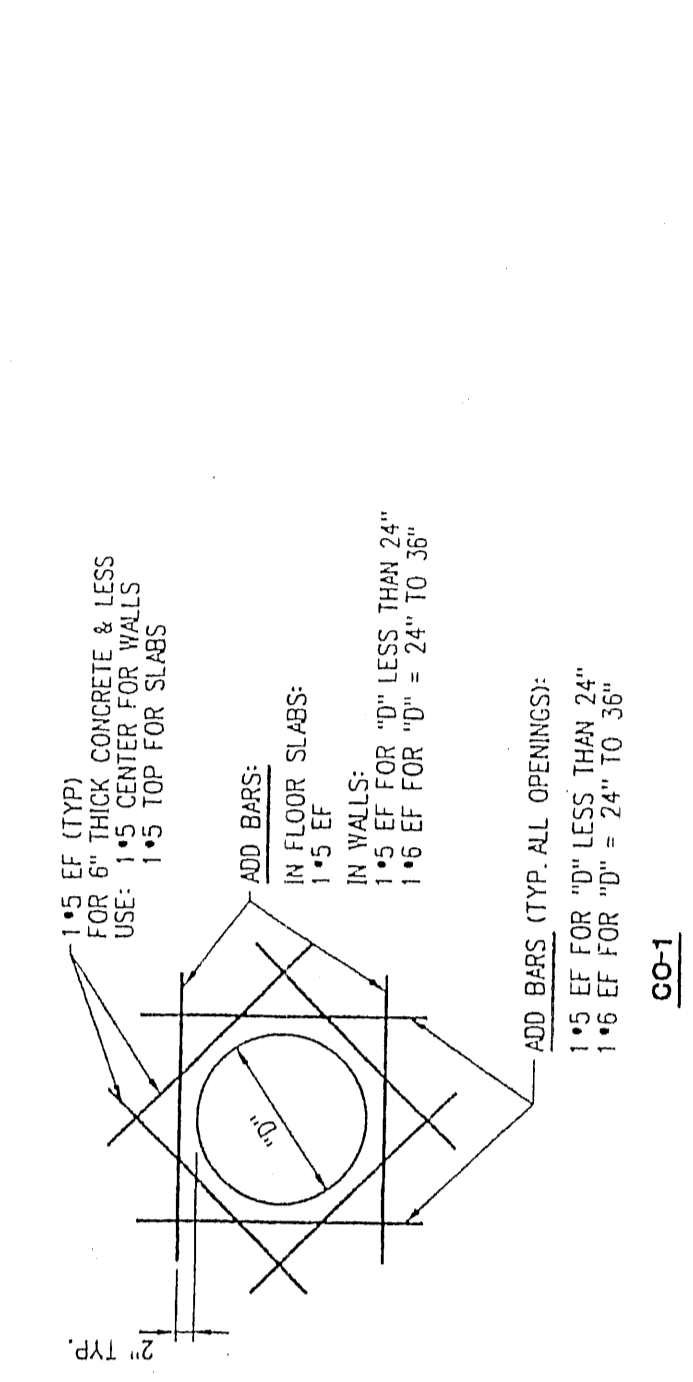 1•5 EF (TYP)
FOR 6" THICK CONCRETE & LESS
USE: 1•5 CENTER FOR WALLS
1•5 TOP FOR SLABS
2" TYP.
"D"
ADD BARS:
IN FLOOR SLABS:
1•5 EF
IN WALLS:
1•5 EF FOR "D" LESS THAN 24"
1•6 EF FOR "D" = 24" TO 36"
ADD BARS (TYP. ALL OPENINGS):
1•5 EF FOR "D" LESS THAN 24"
1•6 EF FOR "D" = 24" TO 36"
CO-1